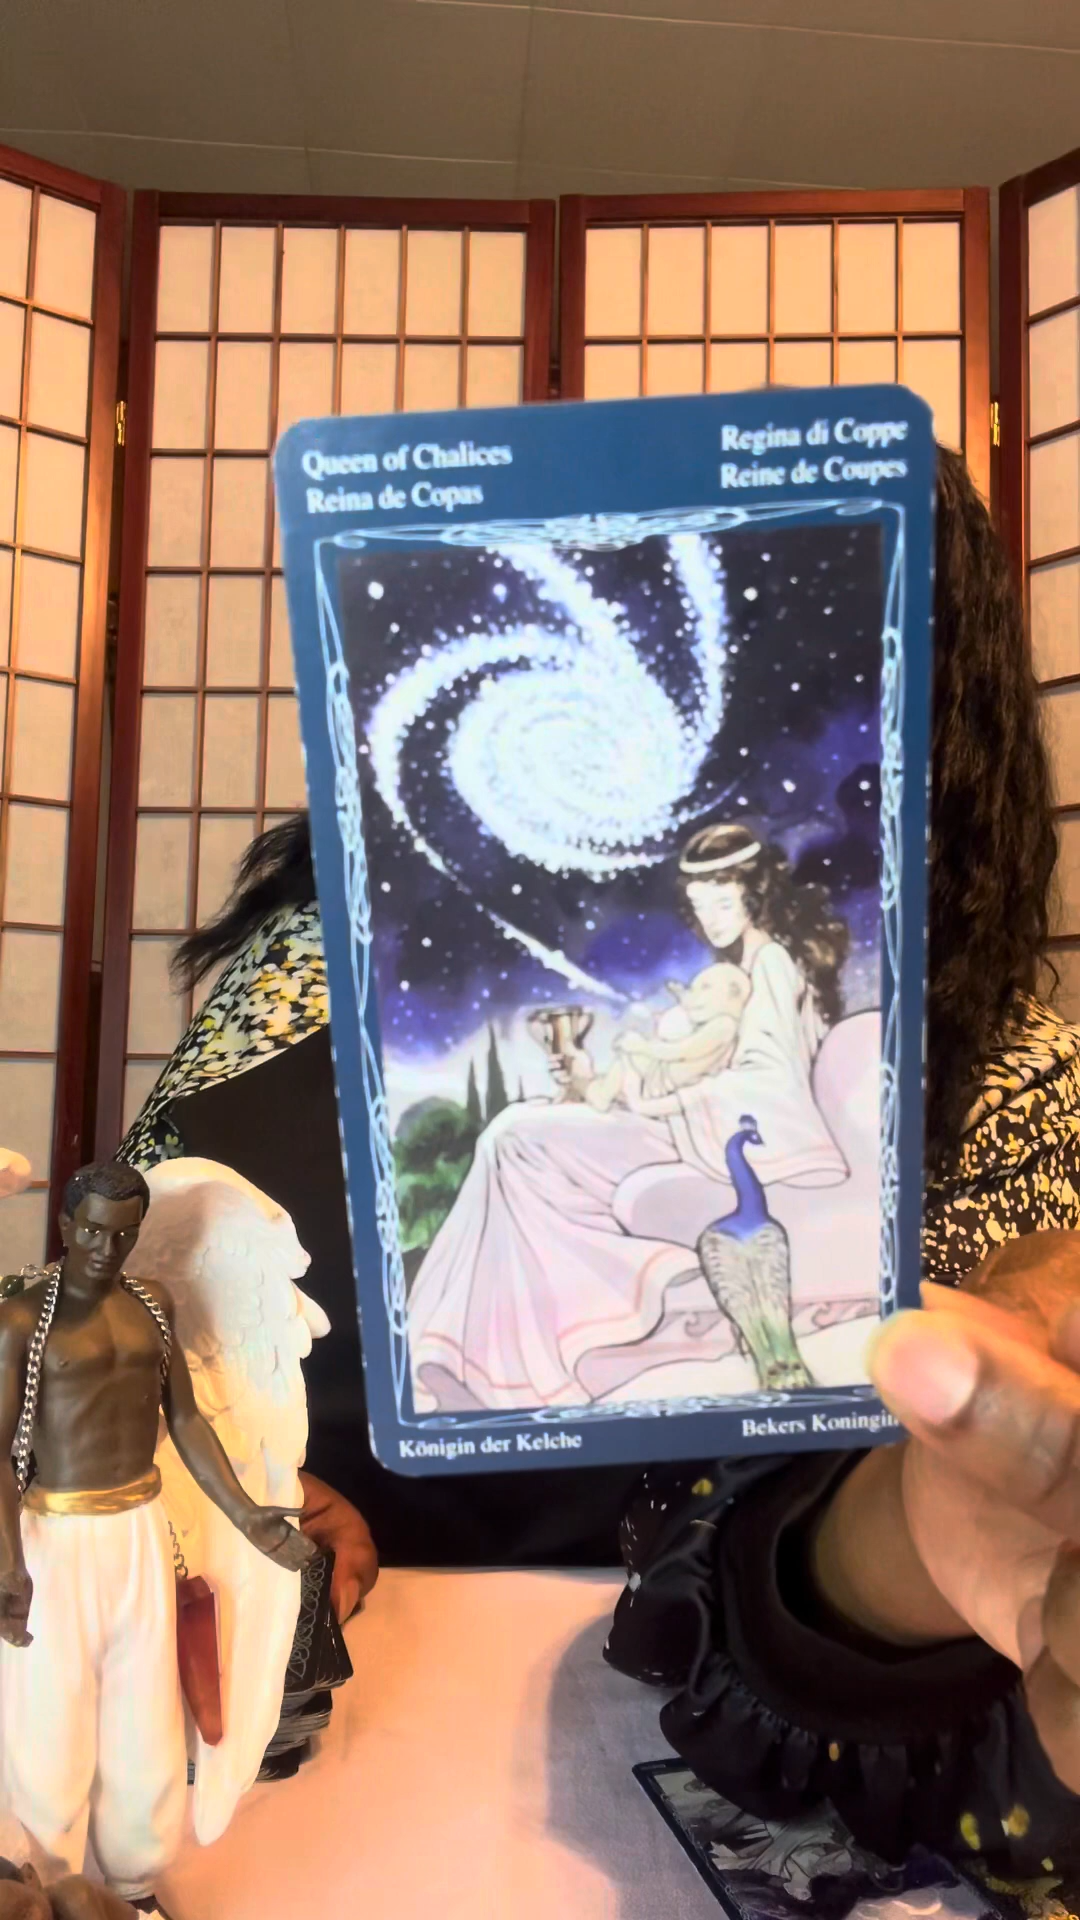 Queen of Chalices
Reina de Copas
Regina di Coppe
Reine de Coupes
Königin der Kelche
Bekers Koningin